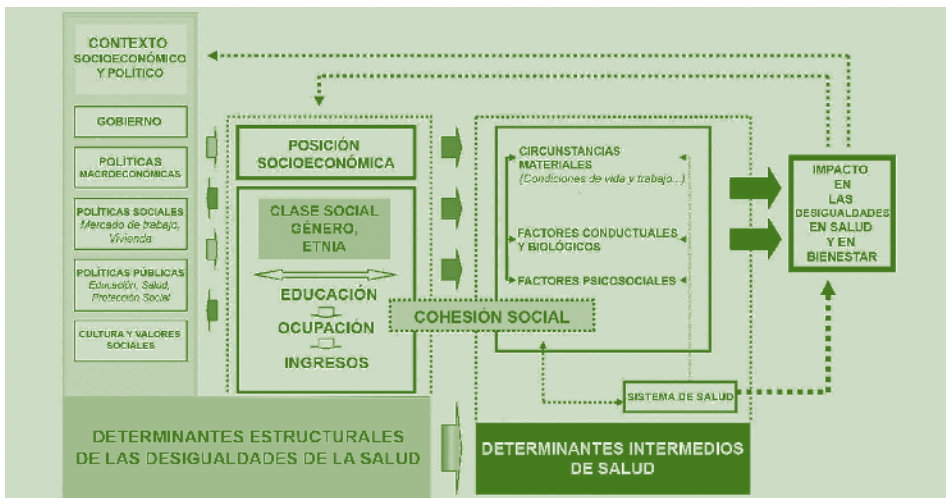 CONTEXTO
SOCIOECONÓMICO
Y POLÍTICO
GOBIERNO
POLÍTICAS
MACROECONÓMICAS
POLÍTICAS SOCIALES
Mercado de trabajo,
Vivienda
POLÍTICAS PÚBLICAS
Educación, Salud,
Protección Social
CULTURA Y VALORES
SOCIALES
POSICIÓN
SOCIOECONÓMICA
CLASE SOCIAL
GÉNERO,
ETNIA
EDUCACIÓN
OCUPACIÓN
INGRESOS
COHESIÓN SOCIAL
CIRCUNSTANCIAS
MATERIALES
(Condiciones de vida y trabajo...)
FACTORES CONDUCTUALES
Y BIOLÓGICOS
FACTORES PSICOSOCIALES
SISTEMA DE SALUD
IMPACTO
EN
LAS
DESIGUALDADES
EN SALUD
Y EN
BIENESTAR
DETERMINANTES ESTRUCTURALES
DE LAS DESIGUALDADES DE LA SALUD
DETERMINANTES INTERMEDIOS
DE SALUD